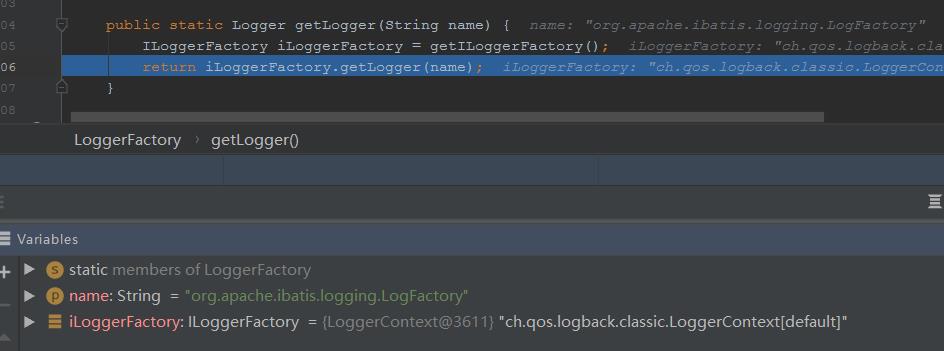 03
04 public static Logger getLogger(String name) { name: "org.apache.ibatis.logging.LogFactory"
05 ILoggerFactory iLoggerFactory = getILoggerFactory(); iLoggerFactory: "ch.qos.logback.cla
06 return iLoggerFactory.getLogger(name); iLoggerFactory: "ch.qos.logback.classic.LoggerCon
07 }
08
LoggerFactory › getLogger()
Variables
s static members of LoggerFactory
p name: String = "org.apache.ibatis.logging.LogFactory"
iLoggerFactory: ILoggerFactory = {LoggerContext@3611} "ch.qos.logback.classic.LoggerContext[default]"